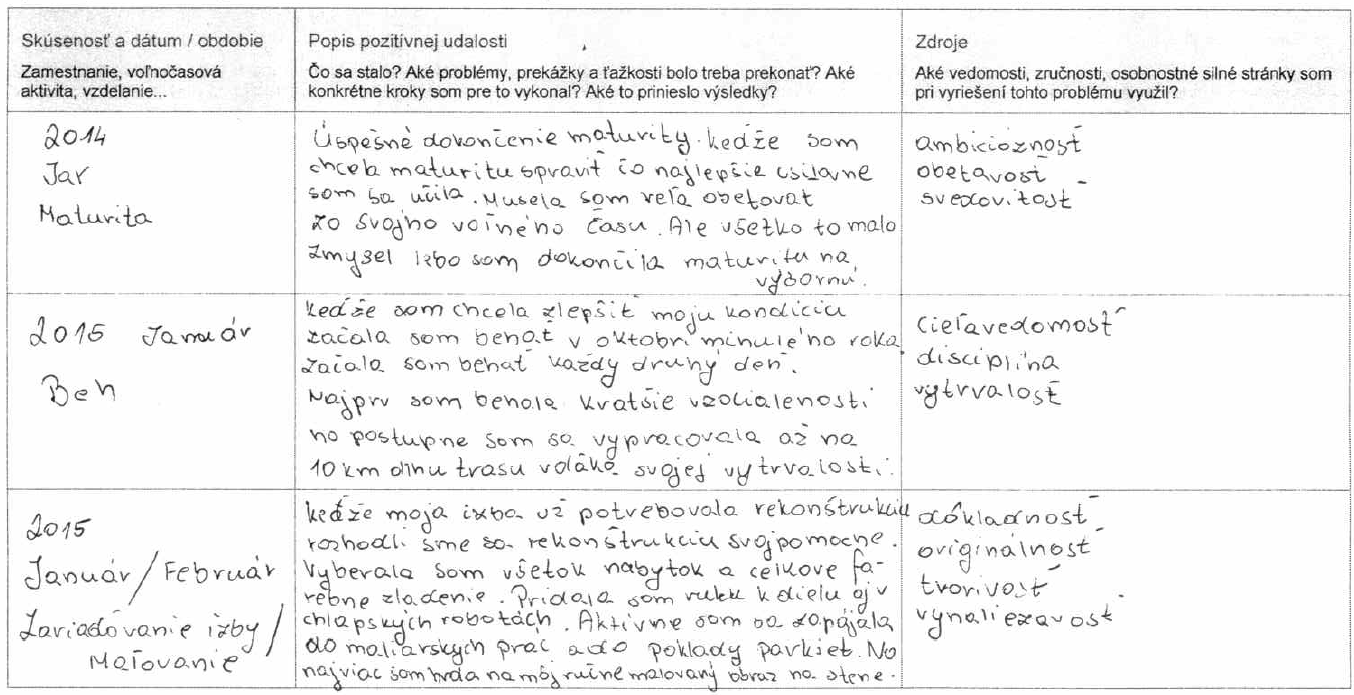 Skúsenosť a dátum / obdobie
Zamestnanie, voľnočasová
aktivita, vzdelanie...
Popis pozitívnej udalosti
Čo sa stalo? Aké problémy, prekážky a ťažkosti bolo treba prekonať? Aké
konkrétne kroky som pre to vykonal? Aké to prinieslo výsledky?
Zdroje
Aké vedomosti, zručnosti, osobnostné silné stránky som
pri vyriešení tohto problému využil?
2014
Jar
Maturita
Úspešné dokončenie maturity. keďže som
chcela maturitu spraviť čo najlepšie usilovne
som sa učila. Musela som veľa obetovať
zo svojho voľného času. Ale všetko to malo
zmysel lebo som dokončila maturitu na
výbornú.
ambicióznosť
obetavosť
svedomitosť
2015 Január
Beh
keďže som chcela zlepšiť moju kondíciu
začala som behať v októbri minulého roka.
začala som behať každý druhý deň.
Najprv som behala kratšie vzdialenosti
no postupne som sa vypracovala až na
10 km dlhú trasu vďaka svojej vytrvalosti.
cieľavedomosť
disciplína
vytrvalosť
2015
Január/Február
Zariaďovanie izby/
Maľovanie
keďže moja izba už potrebovala rekonštrukciu
rozhodli sme sa rekonštrukciu svojpomocne.
Vyberala som všetok nábytok a celkove fa-
rebne zladenie. Pridala som ruku k dielu aj v
chlapských robotách. Aktívne som sa zapájala
do maliarskych prác a do poklady parkiet. No
najviac som hrdá na môj ručne maľovaný obraz na stene.
dôkladnosť
originálnosť
tvorivosť
vynaliezavosť